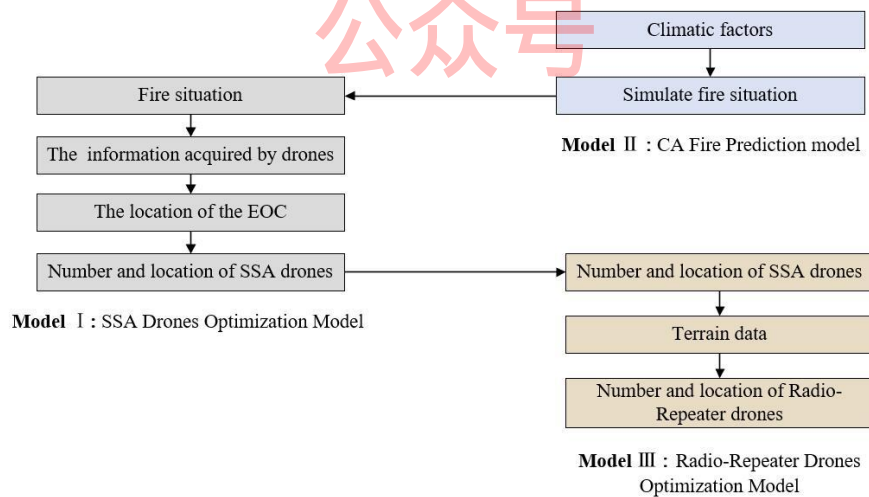 公众号
Climatic factors
Simulate fire situation
Model Ⅱ : CA Fire Prediction model
Fire situation
The information acquired by drones
The location of the EOC
Number and location of SSA drones
Model Ⅰ : SSA Drones Optimization Model
Number and location of SSA drones
Terrain data
Number and location of Radio-
Repeater drones
Model Ⅲ : Radio-Repeater Drones
Optimization Model